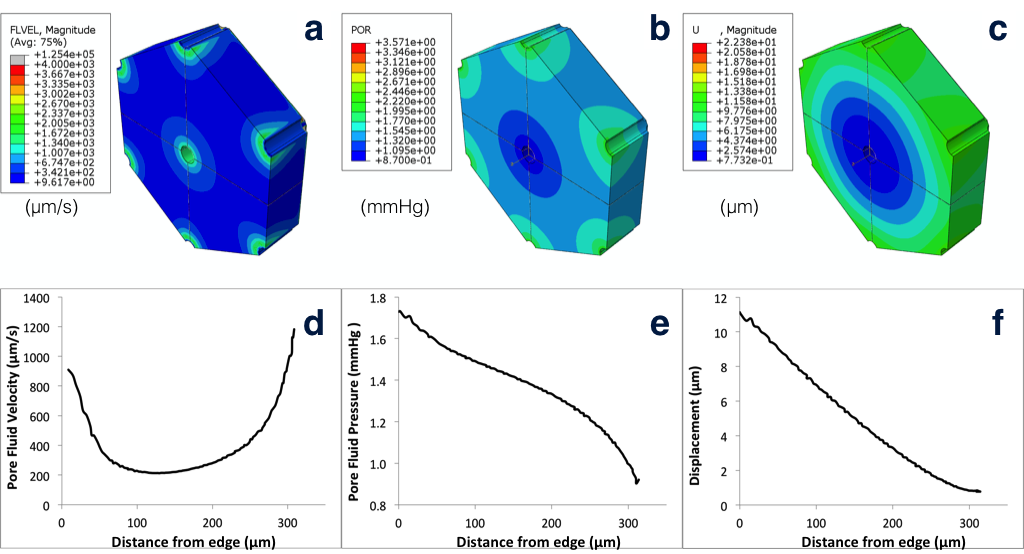 a
FLVEL, Magnitude
(Avg: 75%)
+1.254e+05
+4.000e+03
+3.667e+03
+3.335e+03
+3.002e+03
+2.670e+03
+2.337e+03
+2.005e+03
+1.672e+03
+1.340e+03
+1.007e+03
+6.747e+02
+3.421e+02
+9.617e+00
(µm/s)
b
POR
+3.571e+00
+3.346e+00
+3.121e+00
+2.896e+00
+2.671e+00
+2.446e+00
+2.220e+00
+1.995e+00
+1.770e+00
+1.545e+00
+1.320e+00
+1.095e+00
+8.700e-01
(mmHg)
c
U , Magnitude
+2.238e+01
+2.058e+01
+1.878e+01
+1.698e+01
+1.518e+01
+1.338e+01
+1.158e+01
+9.776e+00
+7.975e+00
+6.175e+00
+4.374e+00
+2.574e+00
+7.732e-01
(µm)
d
Pore Fluid Velocity (µm/s)
1400
1200
1000
800
600
400
200
0
0 100 200 300
Distance from edge (µm)
e
Pore Fluid Pressure (mmHg )
1.8
1.6
1.4
1.2
1.0
0.8
0 100 200 300
Distance from edge (µm)
f
Displacement (µm)
12
10
8
6
4
2
0
0 100 200 300
Distance from edge (µm)